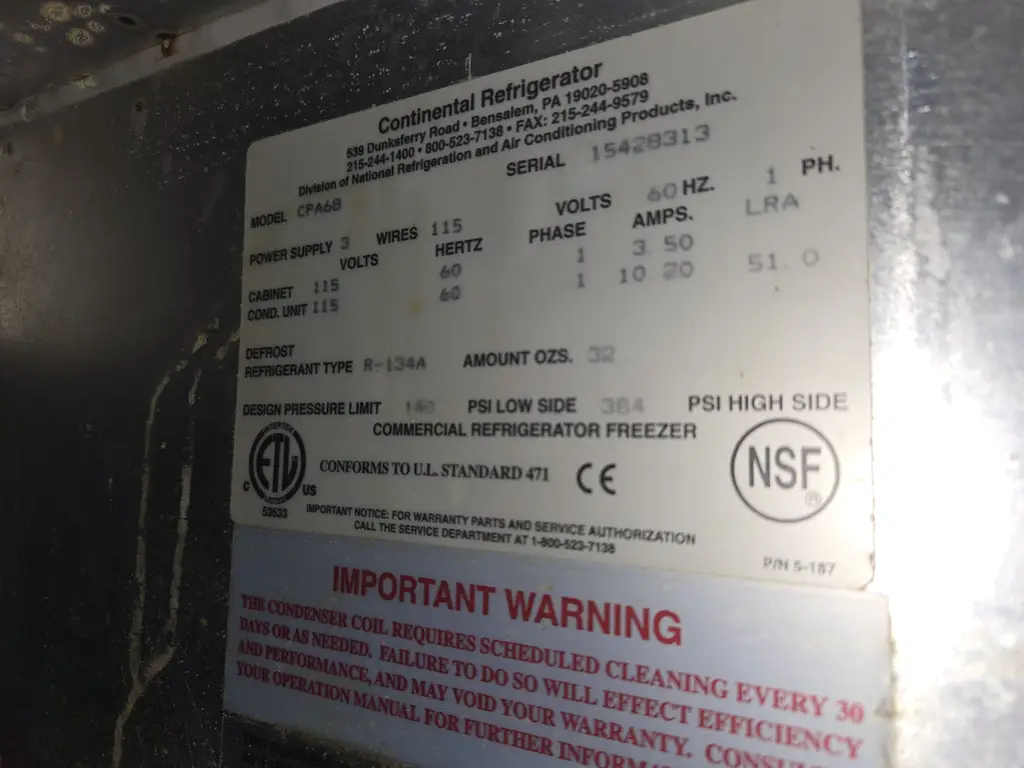 Continental Refrigerator
539 Dunksferry Road • Bensalem, PA 19020-5908
215-244-1400 • 800-523-7138 • FAX: 215-244-9579
Division of National Refrigeration and Air Conditioning Products, Inc.
MODEL CPA68 SERIAL 15428313
POWER SUPPLY 3 WIRES 115 VOLTS 60 HZ. 1 PH.
VOLTS HERTZ PHASE AMPS. LRA
CABINET 115 60 1 3.50
COND. UNIT 115 60 1 10.20 51.0
DEFROST
REFRIGERANT TYPE R-134A AMOUNT OZS. 32
DESIGN PRESSURE LIMIT PSI LOW SIDE 384 PSI HIGH SIDE
COMMERCIAL REFRIGERATOR FREEZER
INTERTEK
ETL
LISTED
C US
53533
CONFORMS TO U.L. STANDARD 471 CE
NSF®
IMPORTANT NOTICE: FOR WARRANTY PARTS AND SERVICE AUTHORIZATION
CALL THE SERVICE DEPARTMENT AT 1-800-523-7138
P/N 5-187
IMPORTANT WARNING
THE CONDENSER COIL REQUIRES SCHEDULED CLEANING EVERY 30
DAYS OR AS NEEDED. FAILURE TO DO SO WILL EFFECT EFFICIENCY
AND PERFORMANCE, AND MAY VOID YOUR WARRANTY.
YOUR OPERATION MANUAL FOR FURTHER